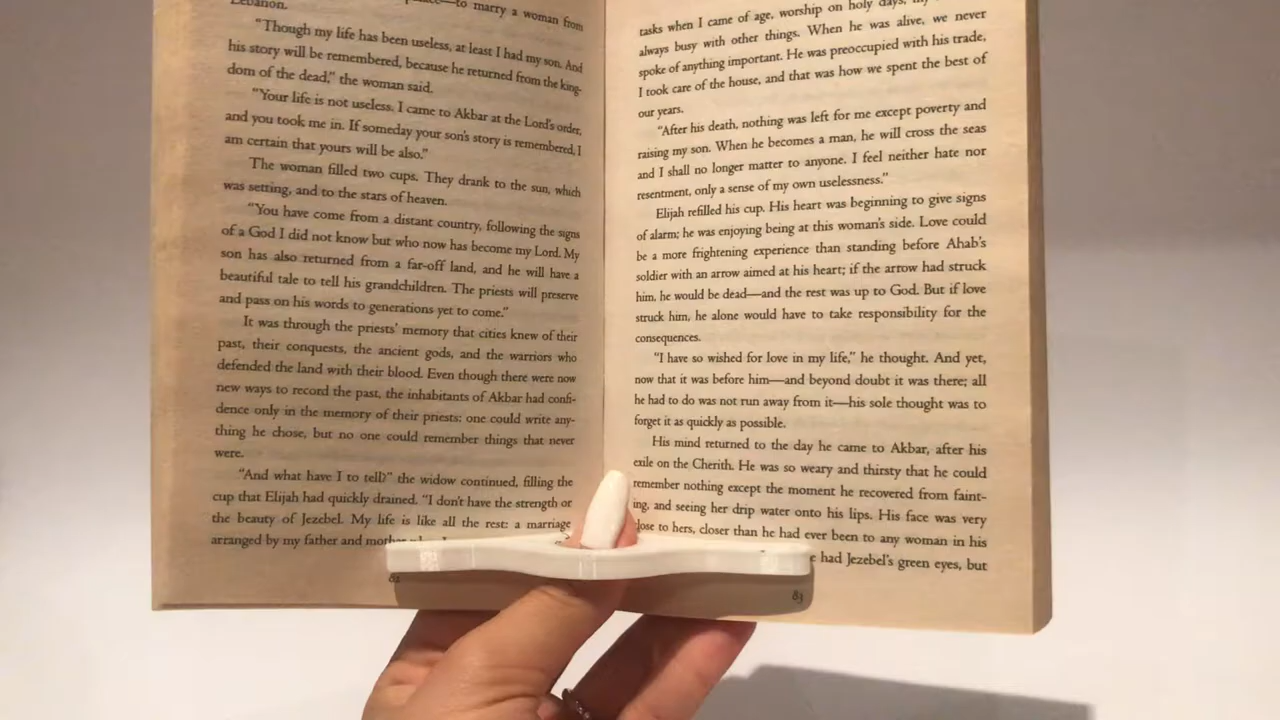 to marry a woman from
Lebanon.
"Though my life has been useless, at least I had my son. And
his story will be remembered, because he returned from the king-
dom of the dead," the woman said.
"Your life is not useless. I came to Akbar at the Lord's order,
and you took me in. If someday your son's story is remembered, I
am certain that yours will be also."
The woman filled two cups. They drank to the sun, which
was setting, and to the stars of heaven.
"You have come from a distant country, following the signs
of a God I did not know but who now has become my Lord. My
son has also returned from a far-off land, and he will have a
beautiful tale to tell his grandchildren. The priests will preserve
and pass on his words to generations yet to come."
It was through the priests' memory that cities knew of their
past, their conquests, the ancient gods, and the warriors who
defended the land with their blood. Even though there were now
new ways to record the past, the inhabitants of Akbar had confi-
dence only in the memory of their priests: one could write any-
thing he chose, but no one could remember things that never
were.
"And what have I to tell?" the widow continued, filling the
cup that Elijah had quickly drained. "I don't have the strength or
the beauty of Jezebel. My life is like all the rest: a marriage
arranged by my father and mother
82
tasks when I came of age, worship on holy days, my
always busy with other things. When he was alive, we never
spoke of anything important. He was preoccupied with his trade,
I took care of the house, and that was how we spent the best of
our years.
"After his death, nothing was left for me except poverty and
raising my son. When he becomes a man, he will cross the seas
and I shall no longer matter to anyone. I feel neither hate nor
resentment, only a sense of my own uselessness."
Elijah refilled his cup. His heart was beginning to give signs
of alarm; he was enjoying being at this woman's side. Love could
be a more frightening experience than standing before Ahab's
soldier with an arrow aimed at his heart; if the arrow had struck
him, he would be dead—and the rest was up to God. But if love
struck him, he alone would have to take responsibility for the
consequences.
"I have so wished for love in my life," he thought. And yet,
now that it was before him—and beyond doubt it was there; all
he had to do was not run away from it—his sole thought was to
forget it as quickly as possible.
His mind returned to the day he came to Akbar, after his
exile on the Cherith. He was so weary and thirsty that he could
remember nothing except the moment he recovered from faint-
ing, and seeing her drip water onto his lips. His face was very
close to hers, closer than he had ever been to any woman in his
had Jezebel's green eyes, but
83